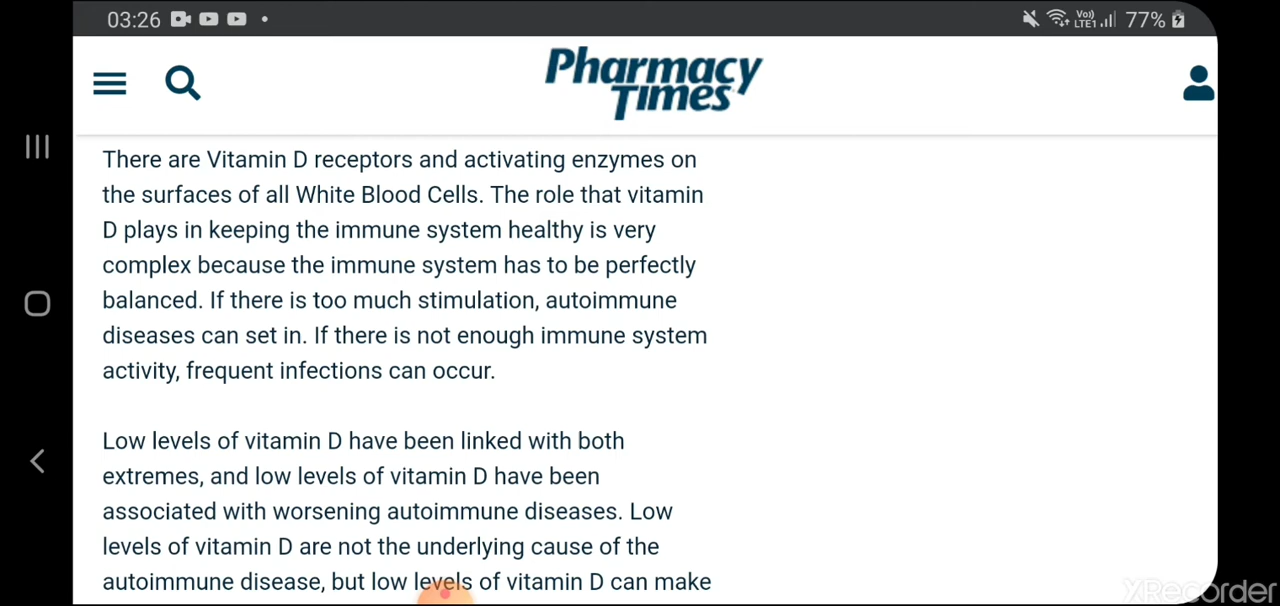 03:26
Vo)) LTE1 77%
Pharmacy Times
There are Vitamin D receptors and activating enzymes on
the surfaces of all White Blood Cells. The role that vitamin
D plays in keeping the immune system healthy is very
complex because the immune system has to be perfectly
balanced. If there is too much stimulation, autoimmune
diseases can set in. If there is not enough immune system
activity, frequent infections can occur.
Low levels of vitamin D have been linked with both
extremes, and low levels of vitamin D have been
associated with worsening autoimmune diseases. Low
levels of vitamin D are not the underlying cause of the
autoimmune disease, but low levels of vitamin D can make
XRecorder